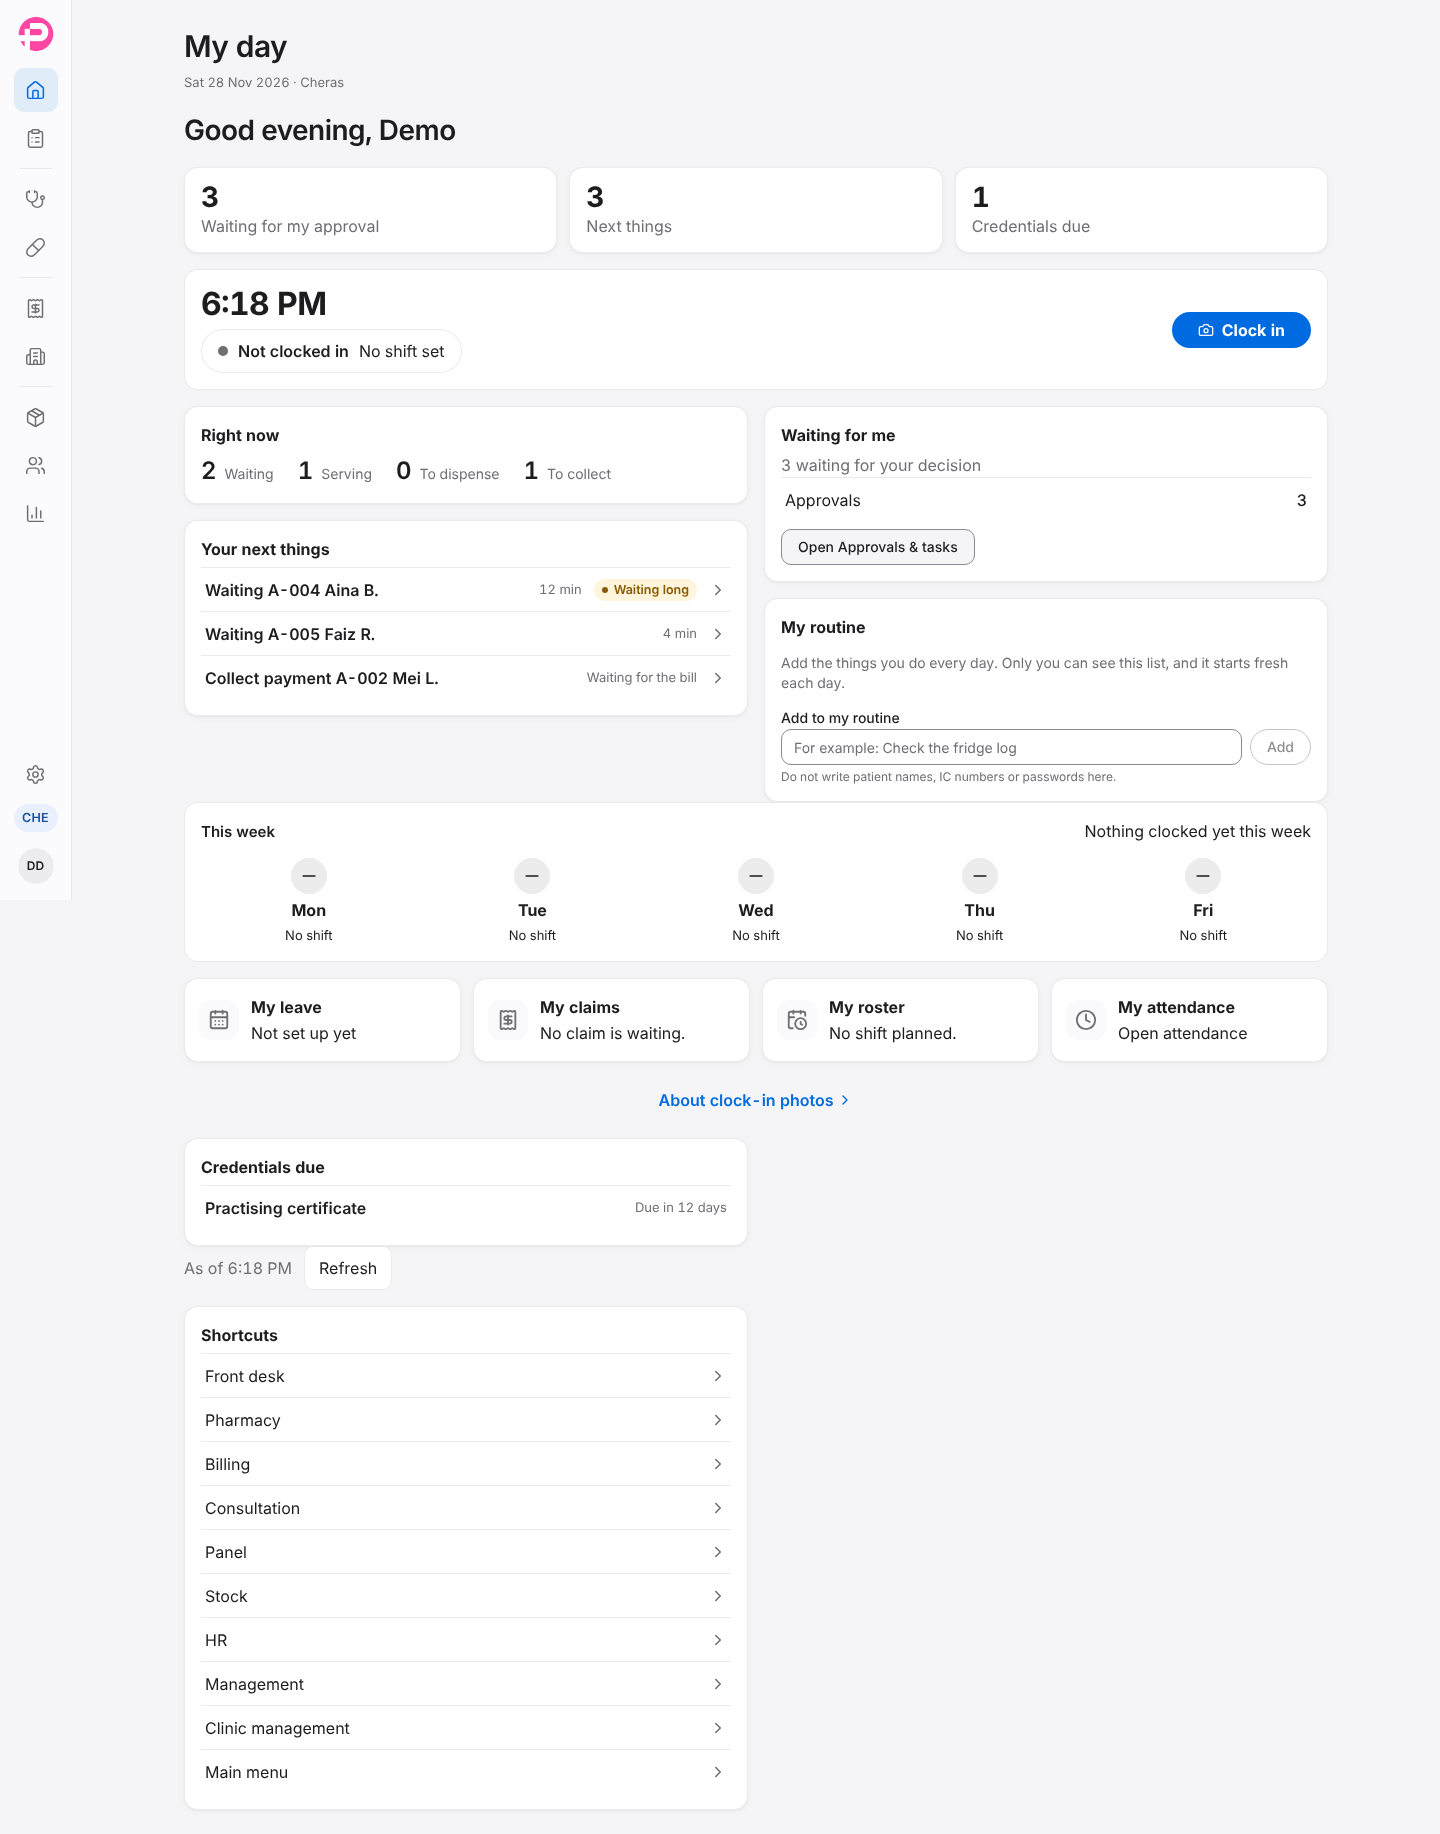 My day
Sat 28 Nov 2026 · Cheras
Good evening, Demo
3
Waiting for my approval
3
Next things
1
Credentials due
6:18 PM
Not clocked in No shift set
Clock in
Right now
2 Waiting 1 Serving 0 To dispense 1 To collect
Your next things
Waiting A-004 Aina B. 12 min Waiting long
Waiting A-005 Faiz R. 4 min
Collect payment A-002 Mei L. Waiting for the bill
Waiting for me
3 waiting for your decision
Approvals 3
Open Approvals & tasks
My routine
Add the things you do every day. Only you can see this list, and it starts fresh
each day.
Add to my routine
For example: Check the fridge log Add
Do not write patient names, IC numbers or passwords here.
CHE
DD
This week Nothing clocked yet this week
Mon Tue Wed Thu Fri
No shift No shift No shift No shift No shift
My leave
Not set up yet
My claims
No claim is waiting.
My roster
No shift planned.
My attendance
Open attendance
About clock-in photos
Credentials due
Practising certificate Due in 12 days
As of 6:18 PM Refresh
Shortcuts
Front desk
Pharmacy
Billing
Consultation
Panel
Stock
HR
Management
Clinic management
Main menu